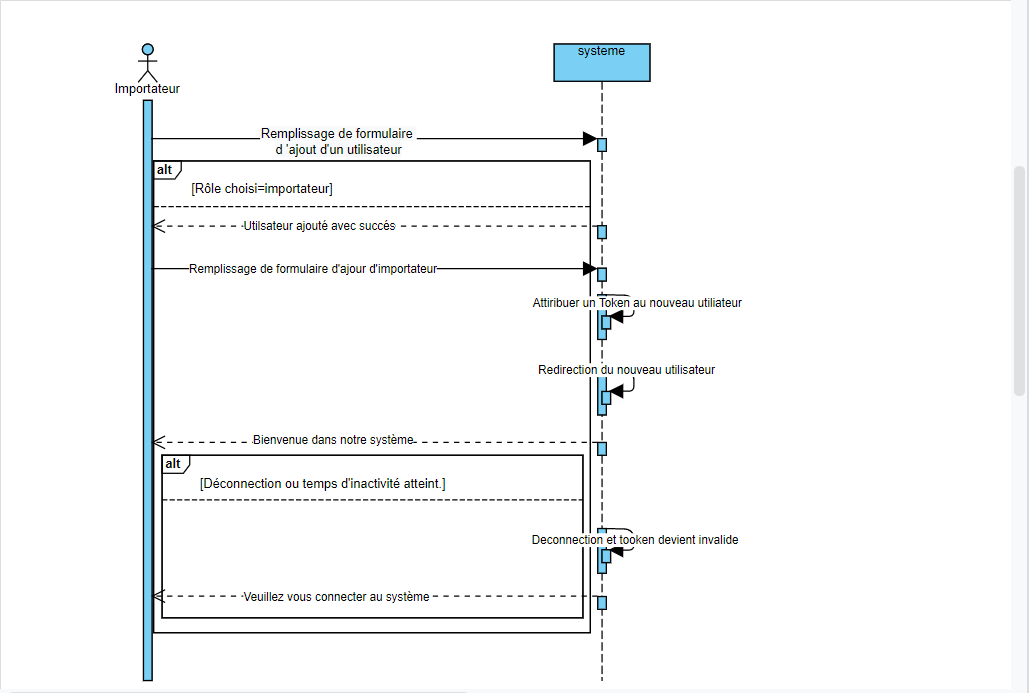 systeme
Importateur
Remplissage de formulaire
d 'ajout d'un utilisateur
alt
[Rôle choisi=importateur]
Utilsateur ajouté avec succés
Remplissage de formulaire d'ajour d'importateur
Attiribuer un Token au nouveau utiliateur
Redirection du nouveau utilisateur
Bienvenue dans notre système
alt
[Déconnection ou temps d'inactivité atteint.]
Deconnection et tooken devient invalide
Veuillez vous connecter au système